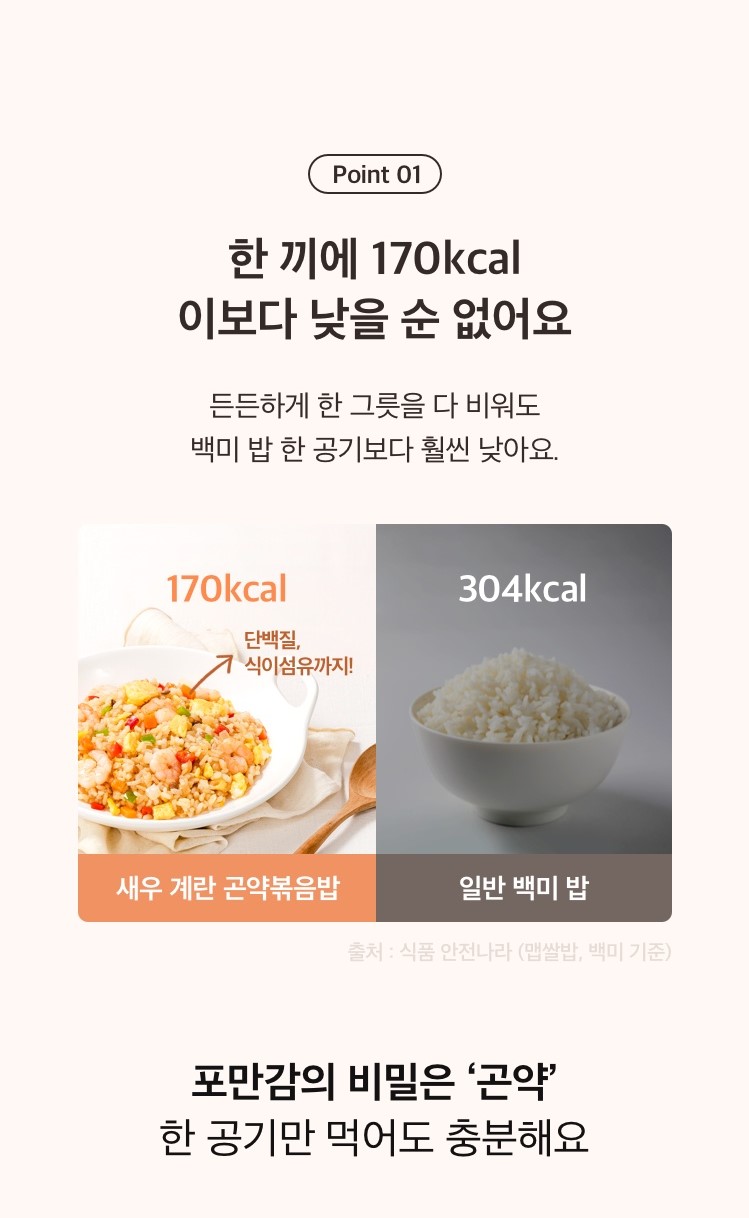 Point 01
한 끼에 170kcal
이보다 낮을 순 없어요
든든하게 한 그릇을 다 비워도
백미 밥 한 공기보다 훨씬 낮아요.
170kcal
단백질,
식이섬유까지!
새우 계란 곤약볶음밥
304kcal
일반 백미 밥
출처 : 식품 안전나라 (맵쌀밥, 백미 기준)
포만감의 비밀은 ‘곤약’
한 공기만 먹어도 충분해요